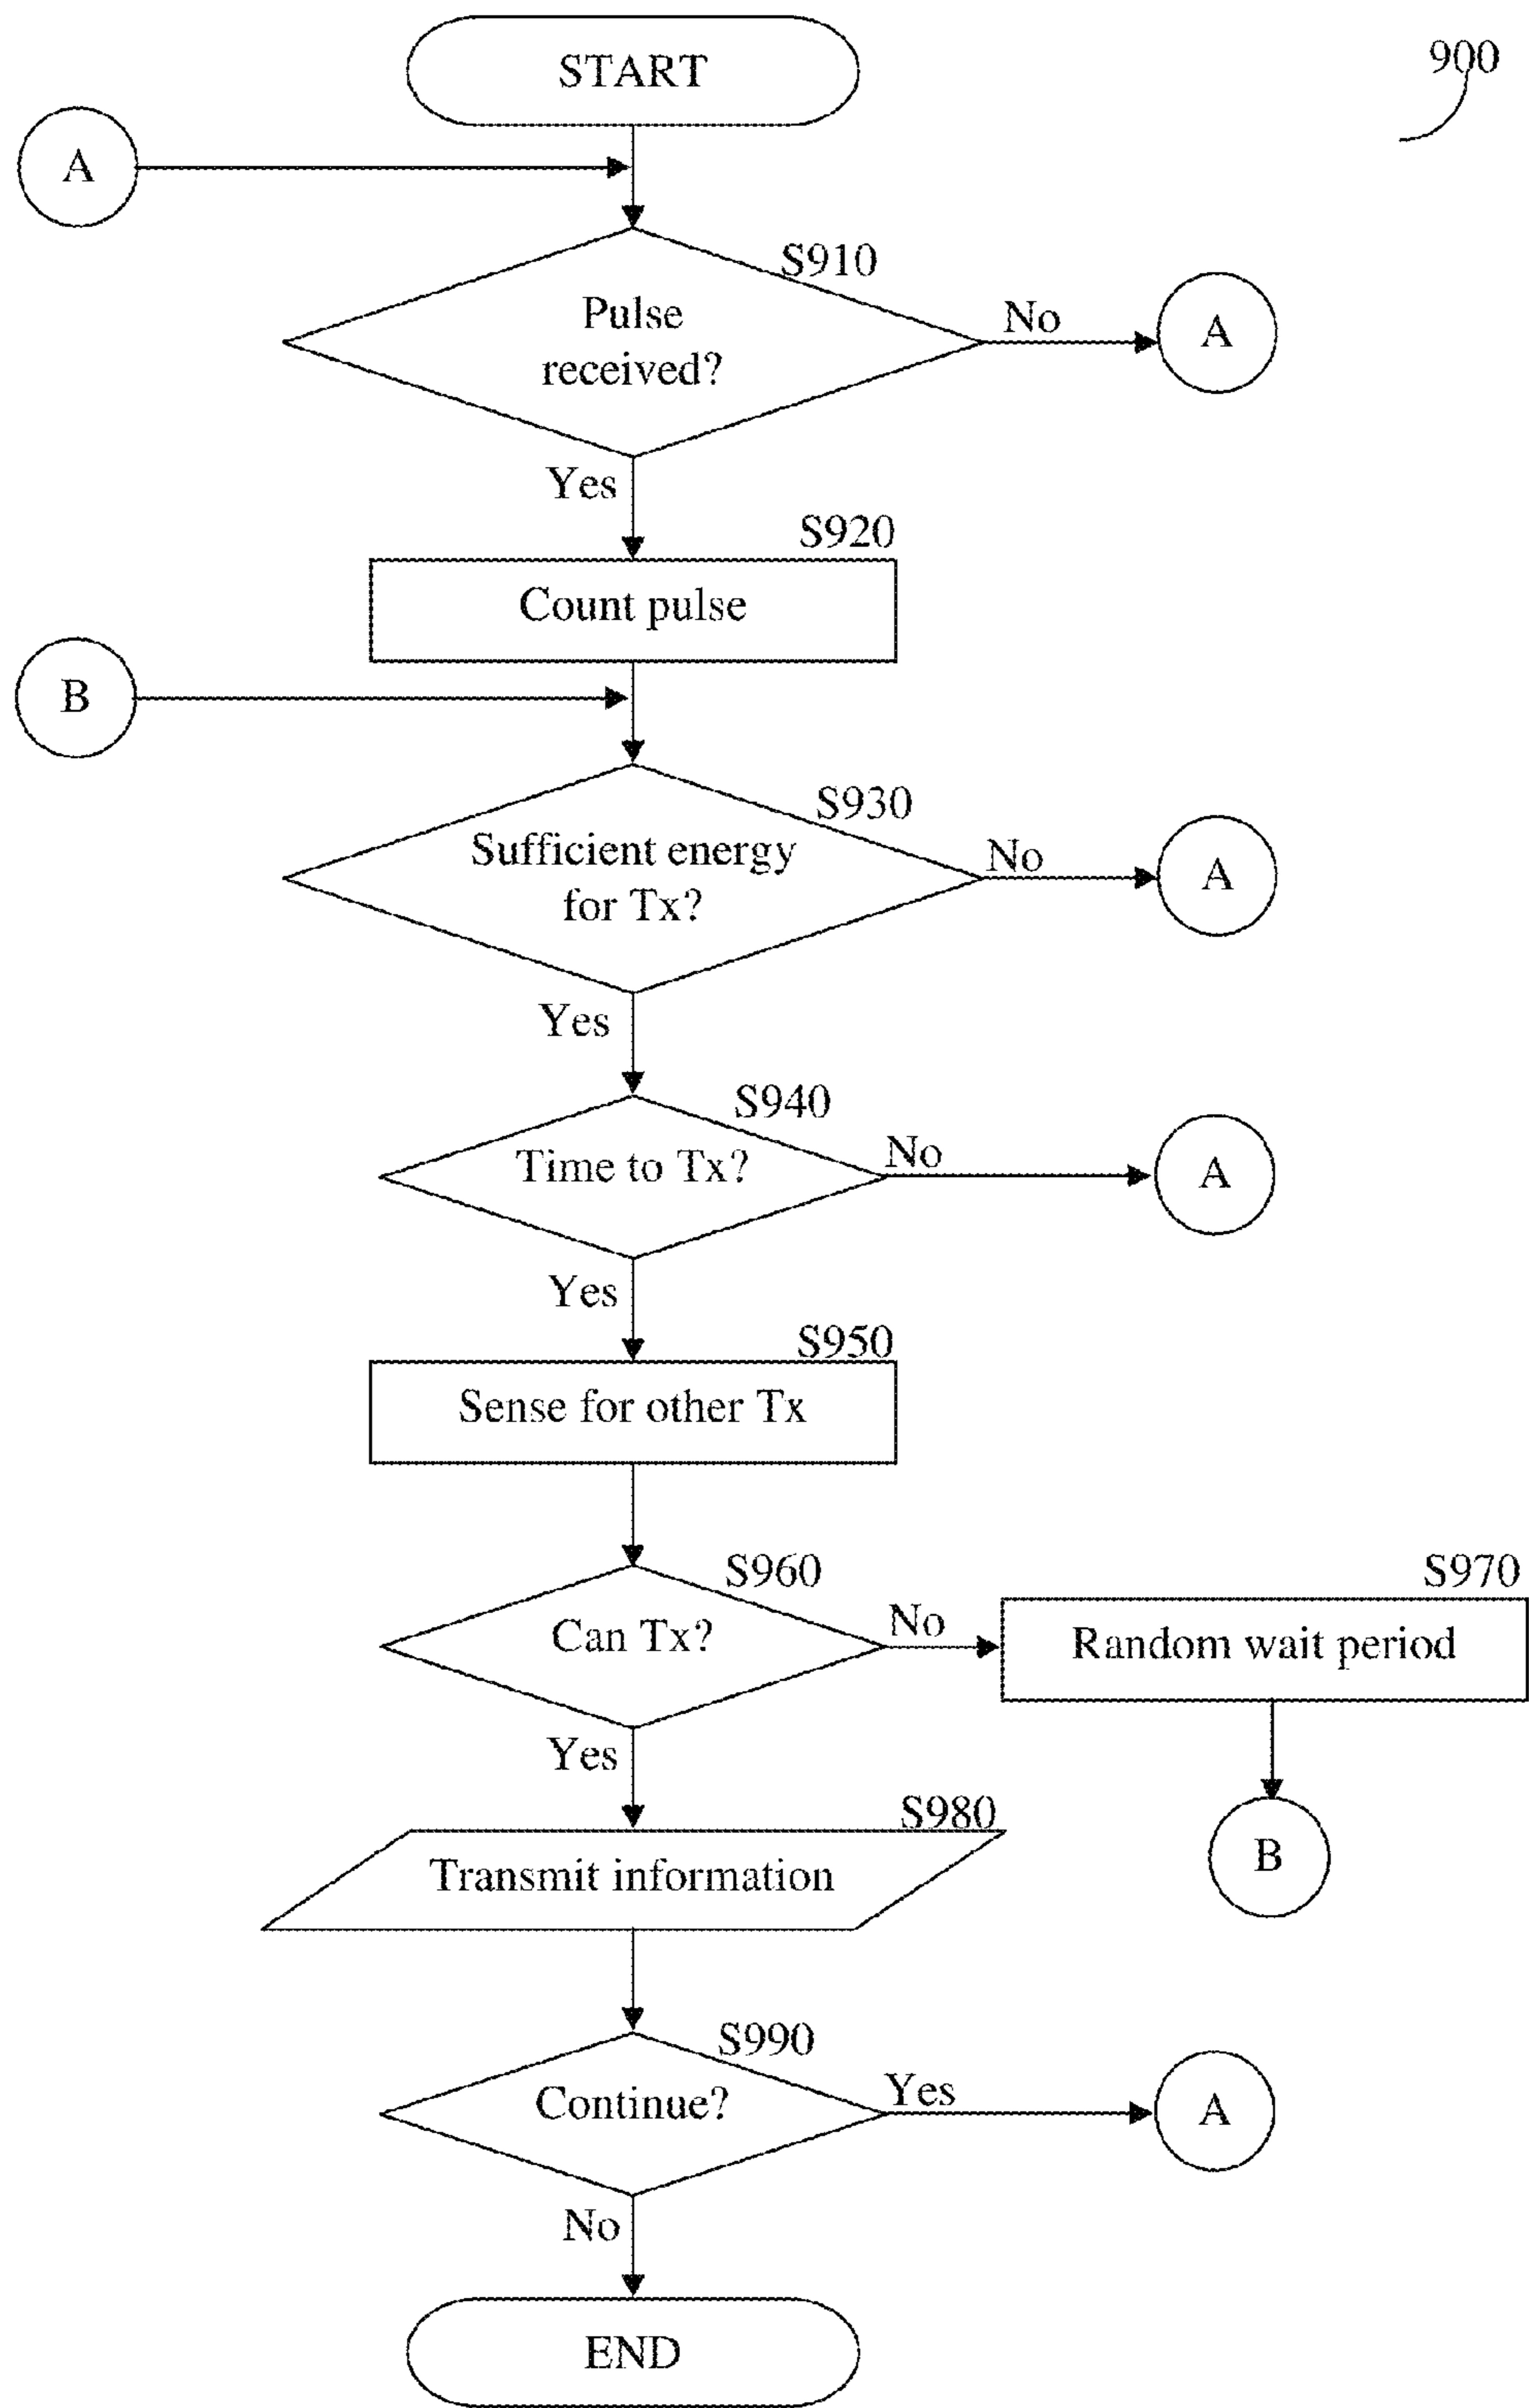 START
900
A
S910
Pulse
received?
No
A
Yes
S920
Count pulse
B
S930
Sufficient energy
for Tx?
No
A
Yes
S940
Time to Tx?
No
A
Yes
S950
Sense for other Tx
S960
Can Tx?
No
S970
Random wait period
Yes
B
S980
Transmit information
S990
Continue?
Yes
A
No
END